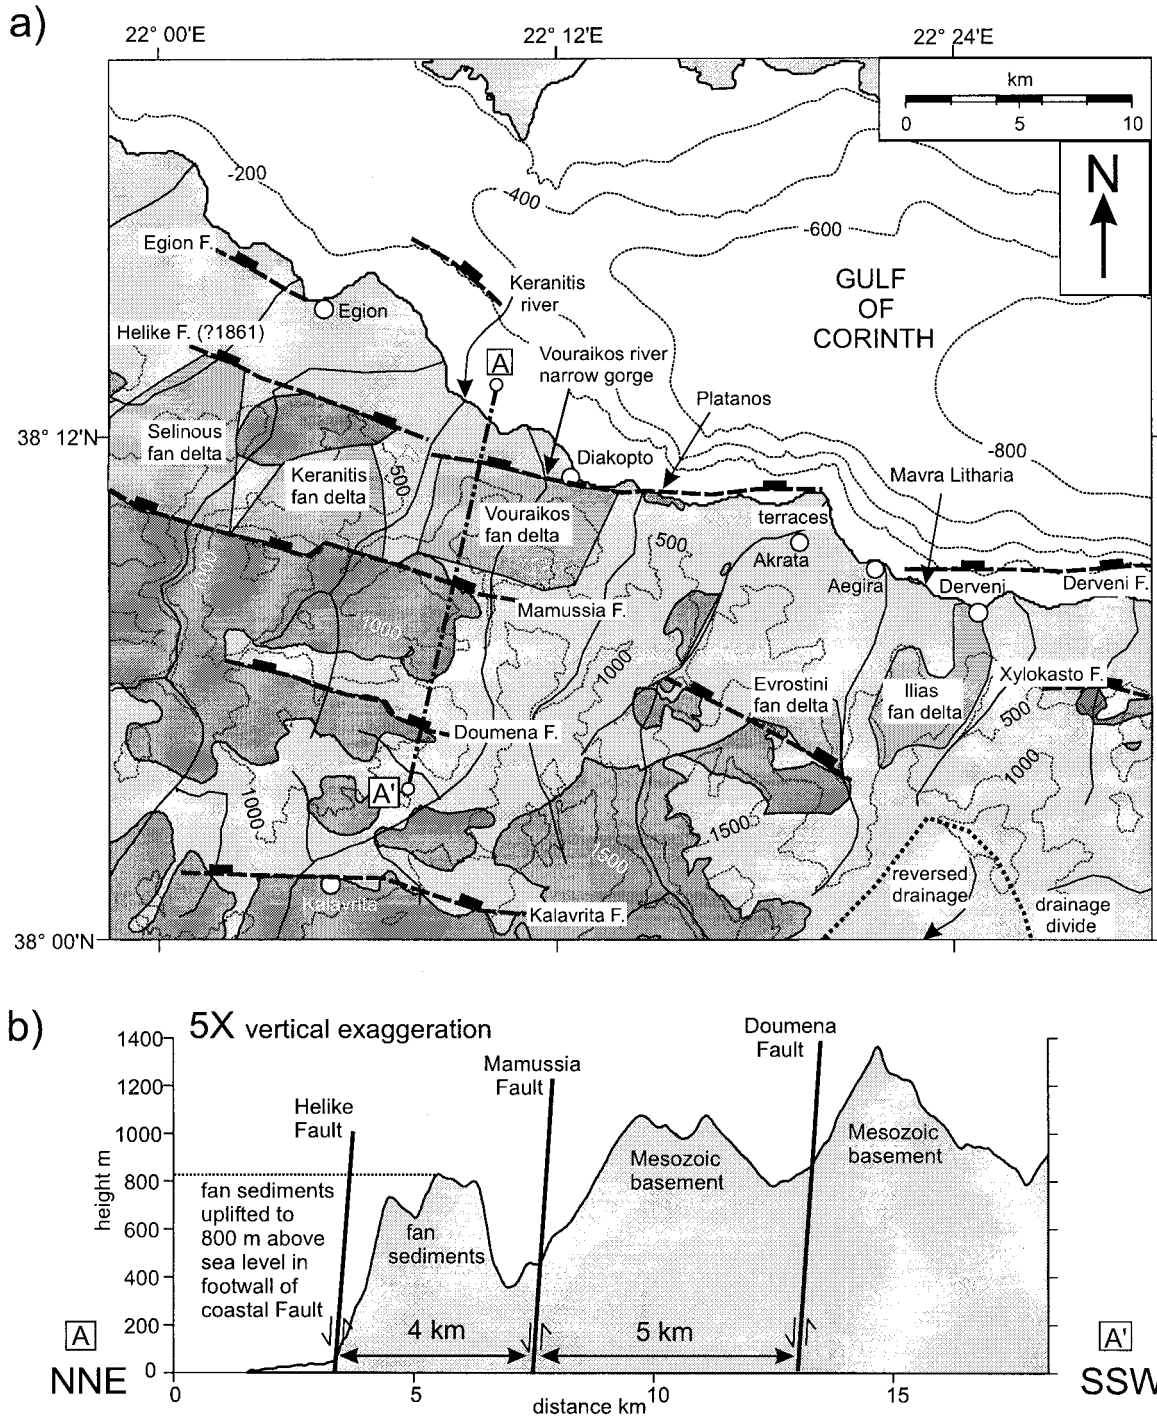 a)
22° 00'E
22° 12'E
22° 24'E
km
0
5
10
N
-200
-400
-600
GULF
OF
CORINTH
Egion F.
Keranitis
river
Egion
Helike F. (?1861)
A
Vouraikos river
narrow gorge
Platanos
38° 12'N
Selinous
fan delta
Diakopto
-800
Mavra Litharia
Keranitis
fan delta
500
Vouraikos
fan delta
terraces
500
Akrata
Aegira
Derveni
Derveni F.
1000
Mamussia F.
1000
1000
Evrostini
fan delta
Ilias
fan delta
Xylokasto F.
500
Doumena F.
1000
A'
1000
1500
1500
reversed
drainage
drainage
divide
Kalavrita
Kalavrita F.
38° 00'N
b)
5X vertical exaggeration
Doumena
Fault
Mamussia
Fault
Helike
Fault
1400
1200
1000
800
600
400
200
0
height m
Mesozoic
basement
Mesozoic
basement
fan sediments
uplifted to
800 m above
sea level in
footwall of
coastal Fault
fan
sediments
4 km
5 km
A
NNE
A'
SSW
0
5
10
15
distance km